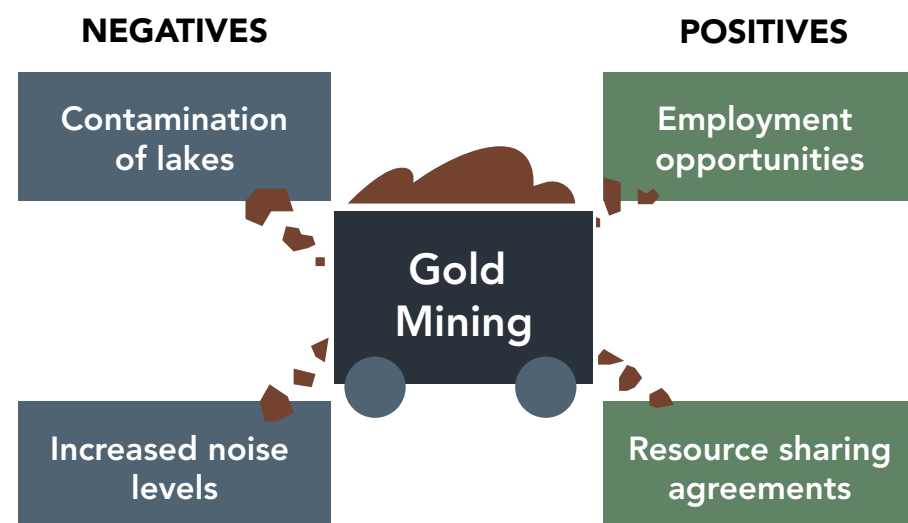 NEGATIVES
POSITIVES
Contamination
of lakes
Employment
opportunities
Gold
Mining
Increased noise
levels
Resource sharing
agreements